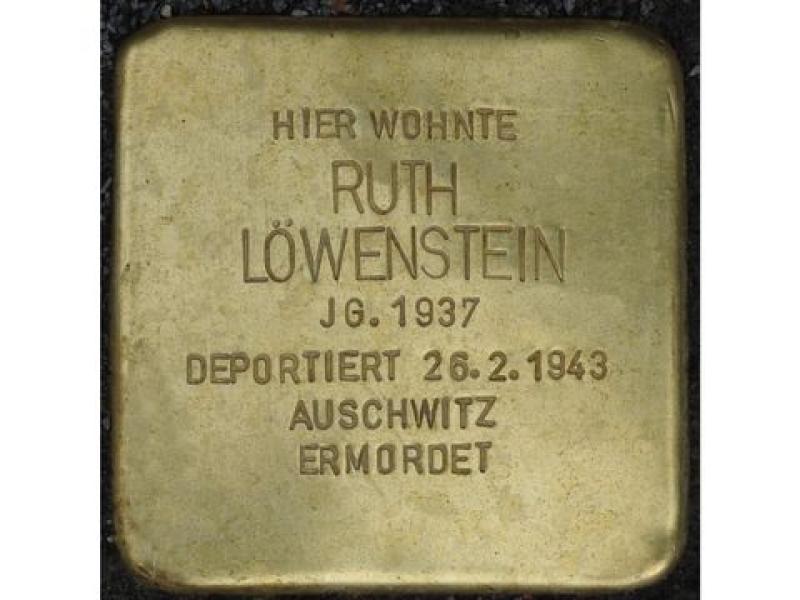 HIER WOHNTE
RUTH
LÖWENSTEIN
JG. 1937
DEPORTIERT 26.2.1943
AUSCHWITZ
ERMORDET